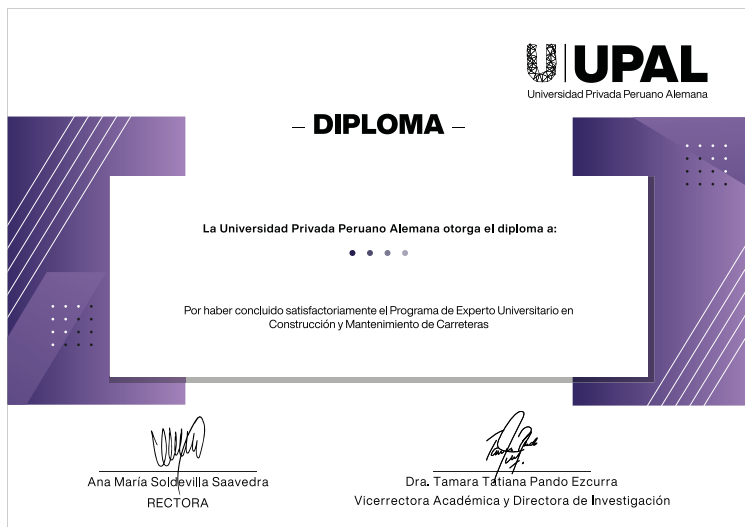 UPAL
Universidad Privada Peruano Alemana
– DIPLOMA –
La Universidad Privada Peruano Alemana otorga el diploma a:
Por haber concluido satisfactoriamente el Programa de Experto Universitario en
Construcción y Mantenimiento de Carreteras
Ana María Soldevilla Saavedra
RECTORA
Dra. Tamara Tatiana Pando Ezcurra
Vicerrectora Académica y Directora de Investigación